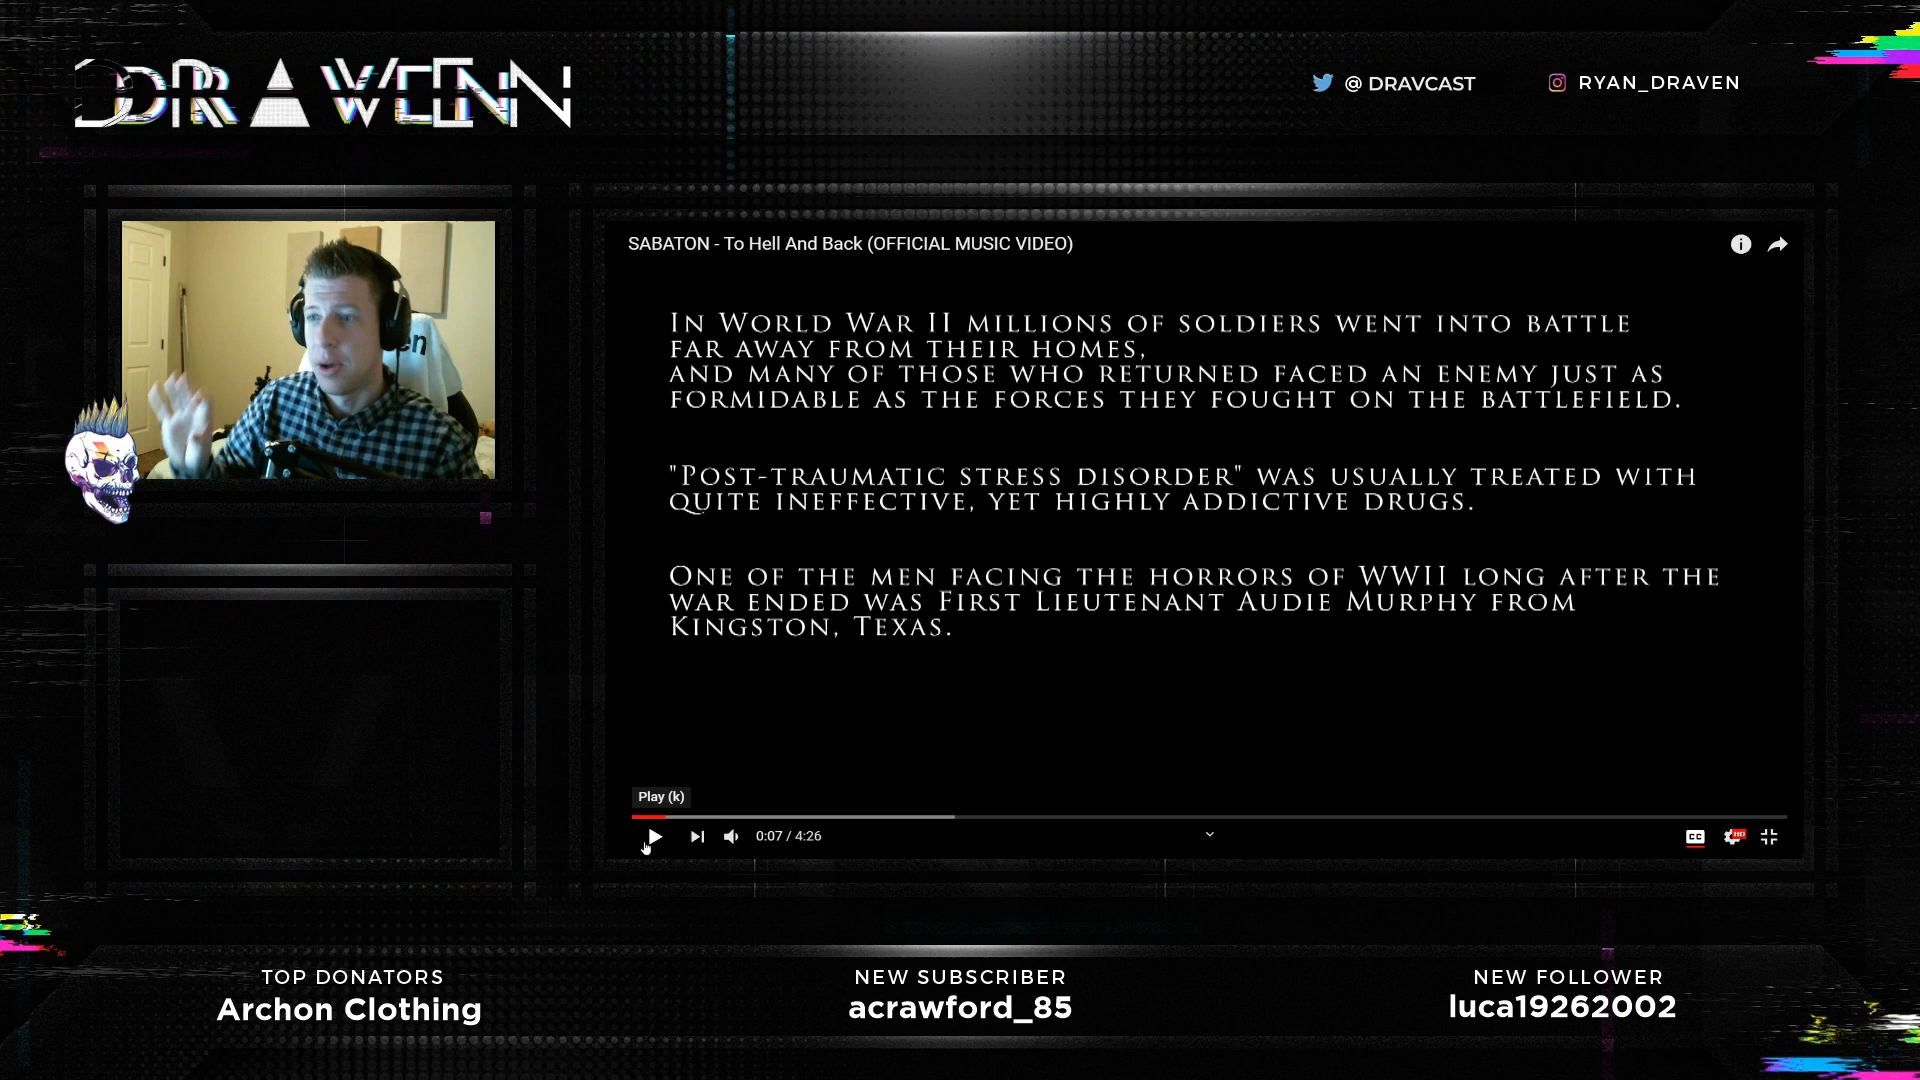 DRAVEN
@ DRAVCAST
RYAN_DRAVEN
SABATON - To Hell And Back (OFFICIAL MUSIC VIDEO)
IN WORLD WAR II MILLIONS OF SOLDIERS WENT INTO BATTLE
FAR AWAY FROM THEIR HOMES,
AND MANY OF THOSE WHO RETURNED FACED AN ENEMY JUST AS
FORMIDABLE AS THE FORCES THEY FOUGHT ON THE BATTLEFIELD.
"POST-TRAUMATIC STRESS DISORDER" WAS USUALLY TREATED WITH
QUITE INEFFECTIVE, YET HIGHLY ADDICTIVE DRUGS.
ONE OF THE MEN FACING THE HORRORS OF WWII LONG AFTER THE
WAR ENDED WAS FIRST LIEUTENANT AUDIE MURPHY FROM
KINGSTON, TEXAS.
Play (k)
0:07 / 4:26
CC
HD
TOP DONATORS
Archon Clothing
NEW SUBSCRIBER
acrawford_85
NEW FOLLOWER
luca19262002